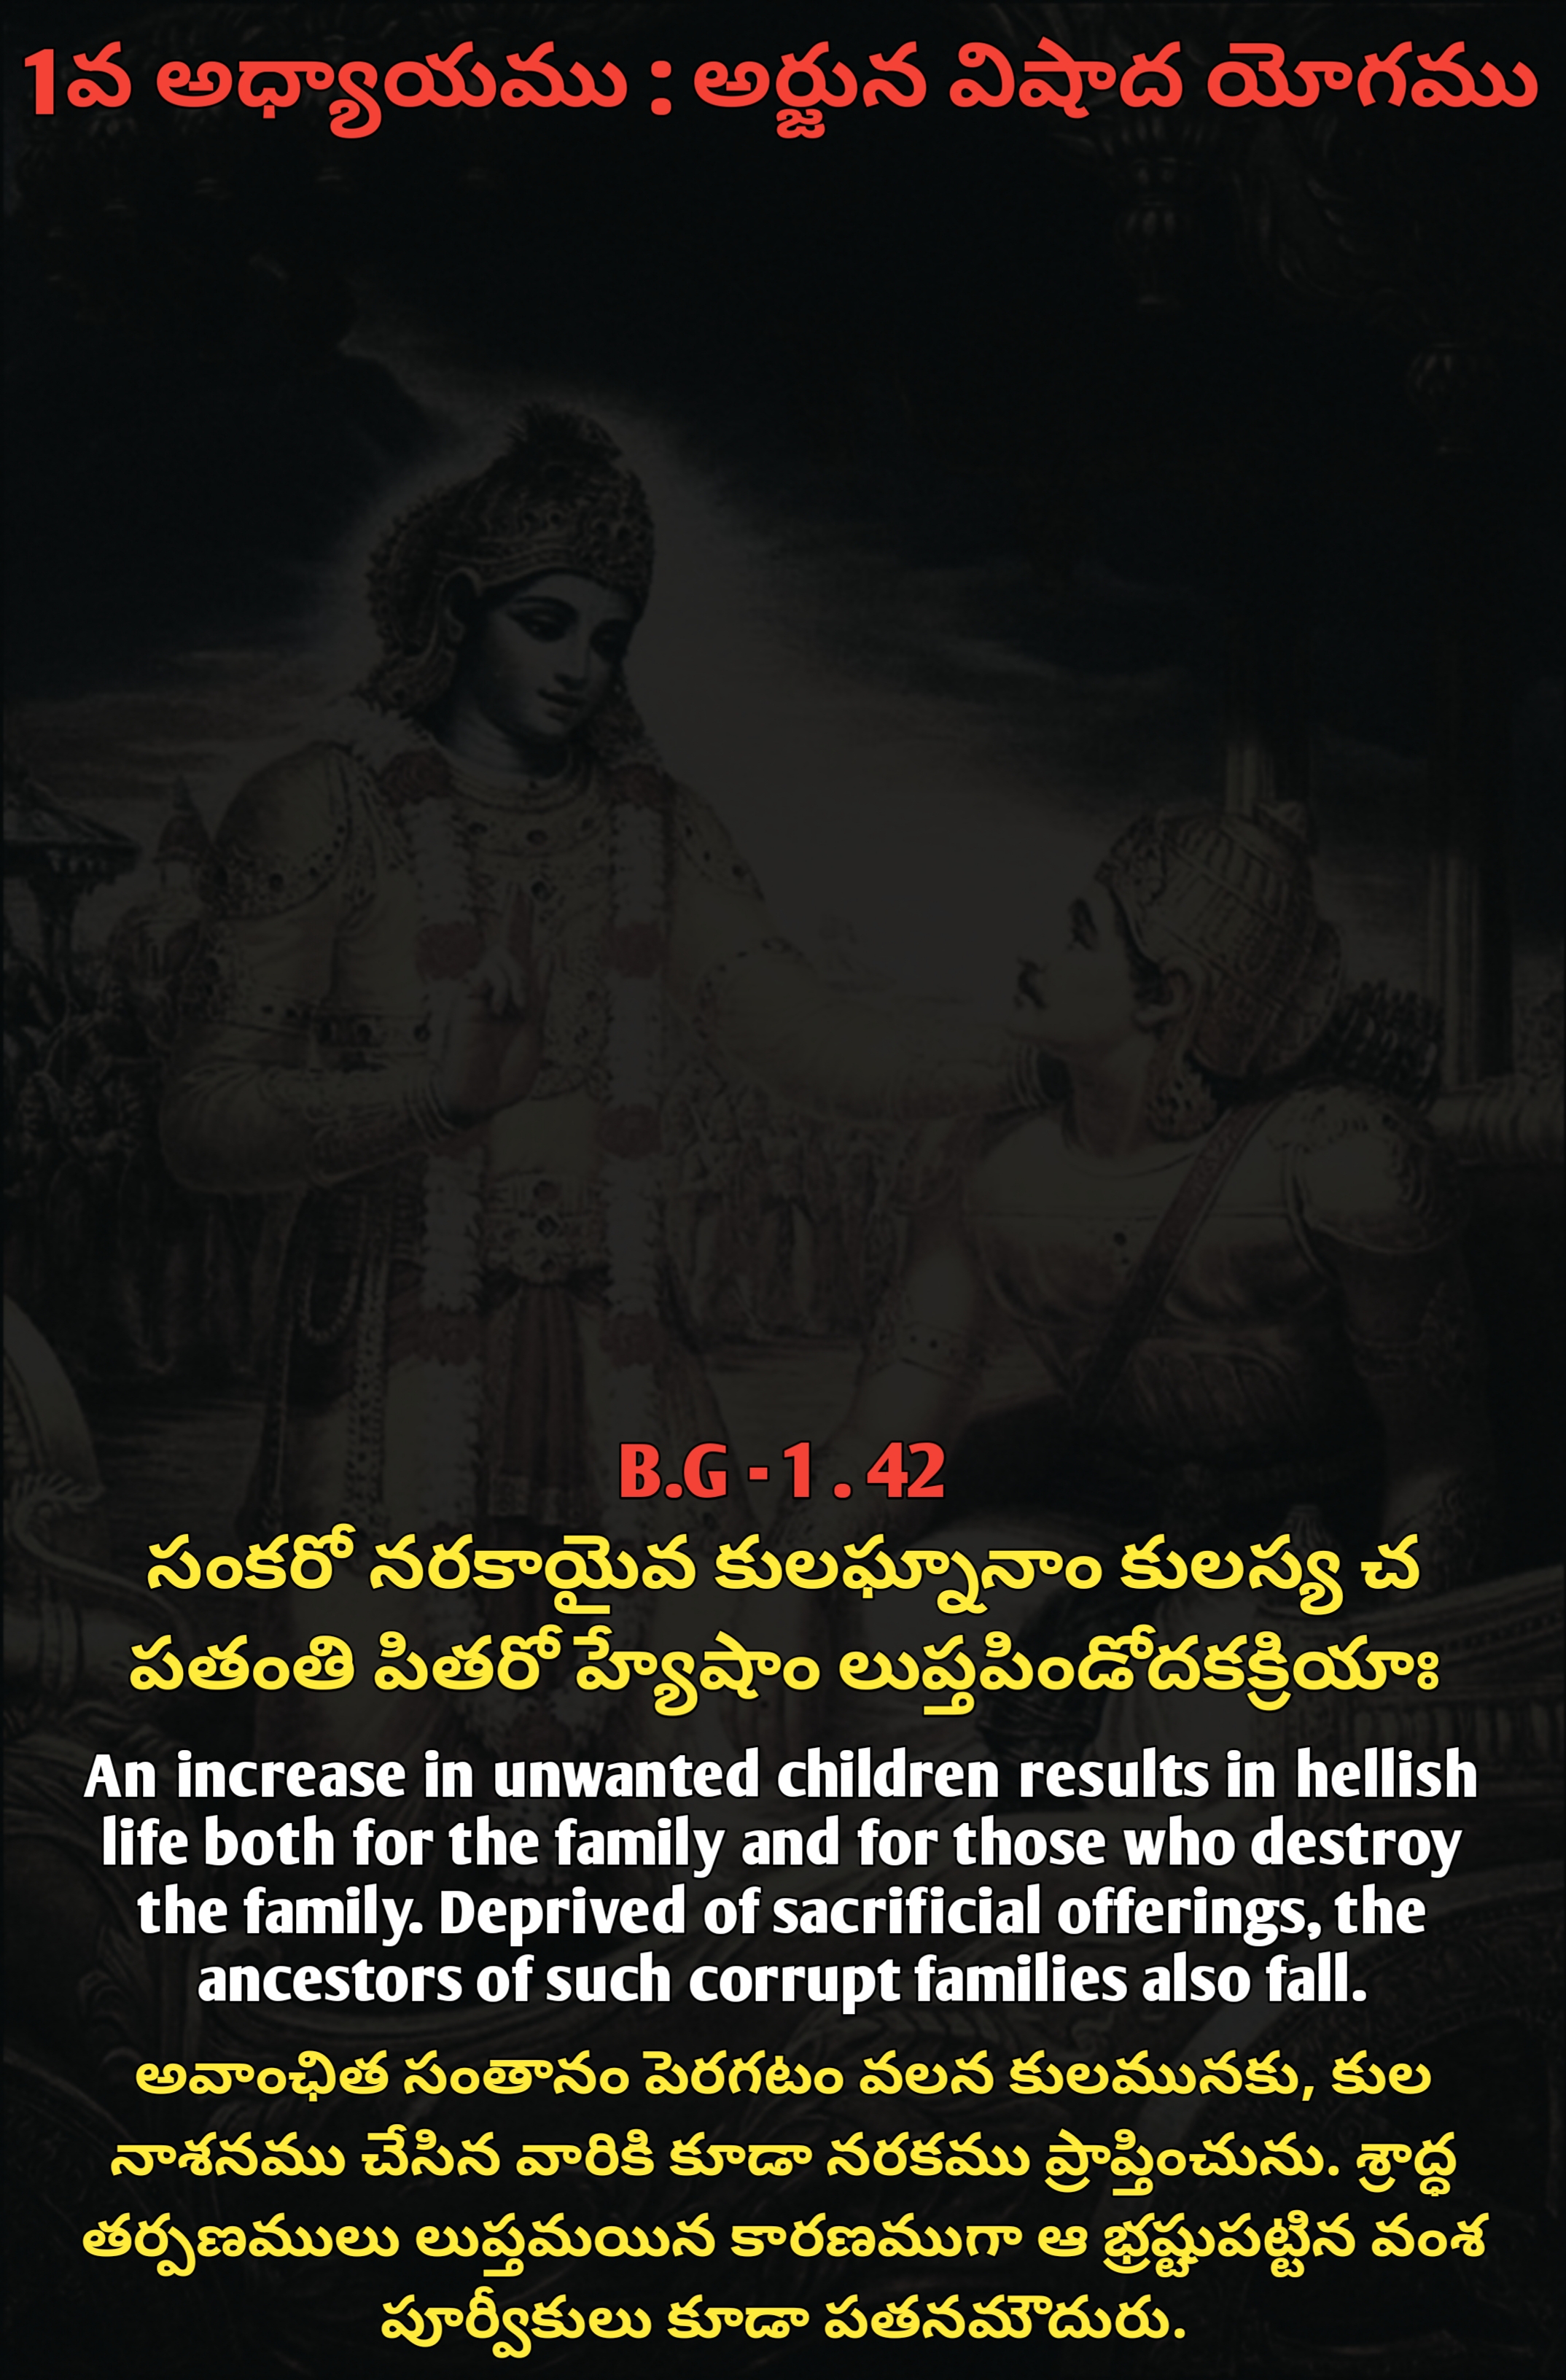 1వ అధ్యాయము : అర్జున విషాద యోగము
B.G - 1 . 42
సంకరో నరకాయైవ కులఘ్నానాం కులస్య చ
పతంతి పితరో హ్యేషాం లుప్తపిండోదకక్రియాః
An increase in unwanted children results in hellish
life both for the family and for those who destroy
the family. Deprived of sacrificial offerings, the
ancestors of such corrupt families also fall.
అవాంఛిత సంతానం పెరగటం వలన కులమునకు, కుల
నాశనము చేసిన వారికి కూడా నరకము ప్రాప్తించును. శ్రాద్ధ
తర్పణములు లుప్తమయిన కారణముగా ఆ భ్రష్టుపట్టిన వంశ
పూర్వీకులు కూడా పతనమౌదురు.